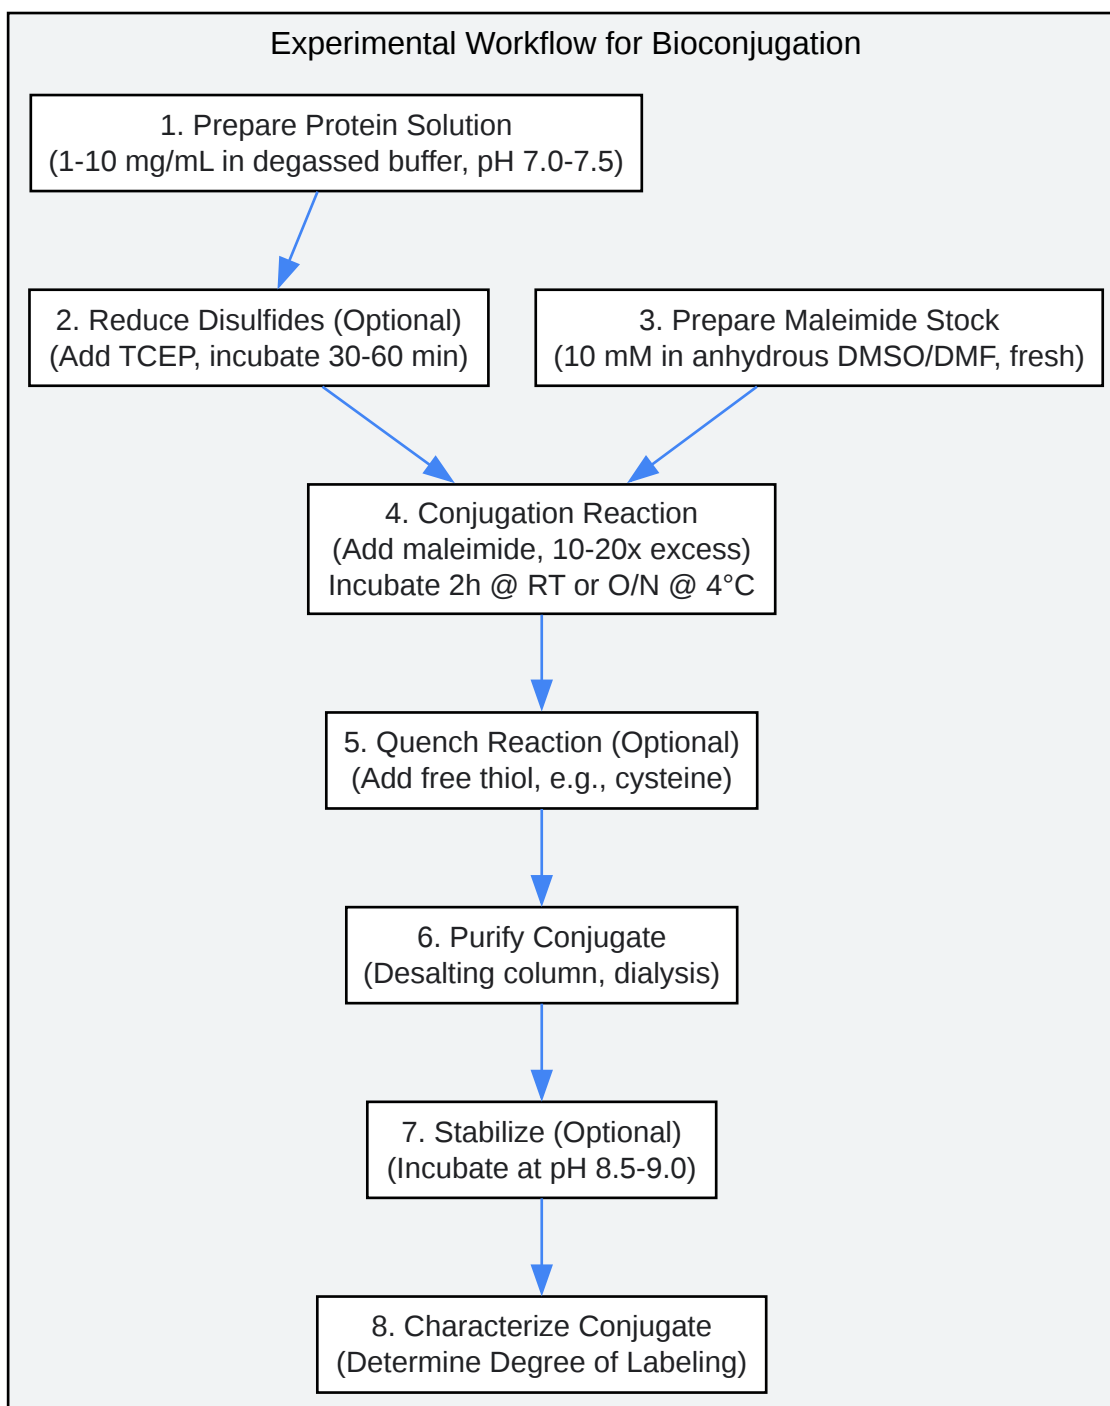 Experimental Workflow for Bioconjugation
1. Prepare Protein Solution
(1-10 mg/mL in degassed buffer, pH 7.0-7.5)
2. Reduce Disulfides (Optional)
(Add TCEP, incubate 30-60 min)
3. Prepare Maleimide Stock
(10 mM in anhydrous DMSO/DMF, fresh)
4. Conjugation Reaction
(Add maleimide, 10-20x excess)
Incubate 2h @ RT or O/N @ 4°C
5. Quench Reaction (Optional)
(Add free thiol, e.g., cysteine)
6. Purify Conjugate
(Desalting column, dialysis)
7. Stabilize (Optional)
(Incubate at pH 8.5-9.0)
8. Characterize Conjugate
(Determine Degree of Labeling)